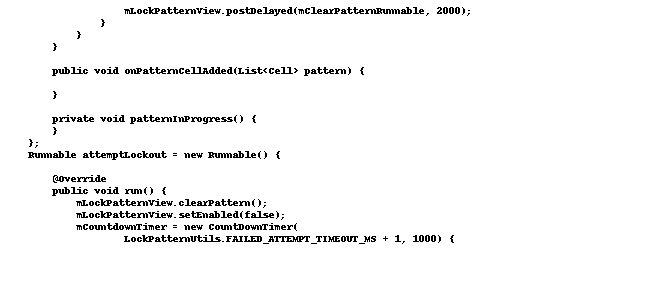 mLockPatternView.postDelayed(mClearPatternRunnable, 2000);
}
}
}
public void onPatternCellAdded(List<Cell> pattern) {
}
private void patternInProgress() {
}
};
Runnable attemptLockout = new Runnable() {
@Override
public void run() {
mLockPatternView.clearPattern();
mLockPatternView.setEnabled(false);
mCountdownTimer = new CountDownTimer(
LockPatternUtils.FAILED_ATTEMPT_TIMEOUT_MS + 1, 1000) {